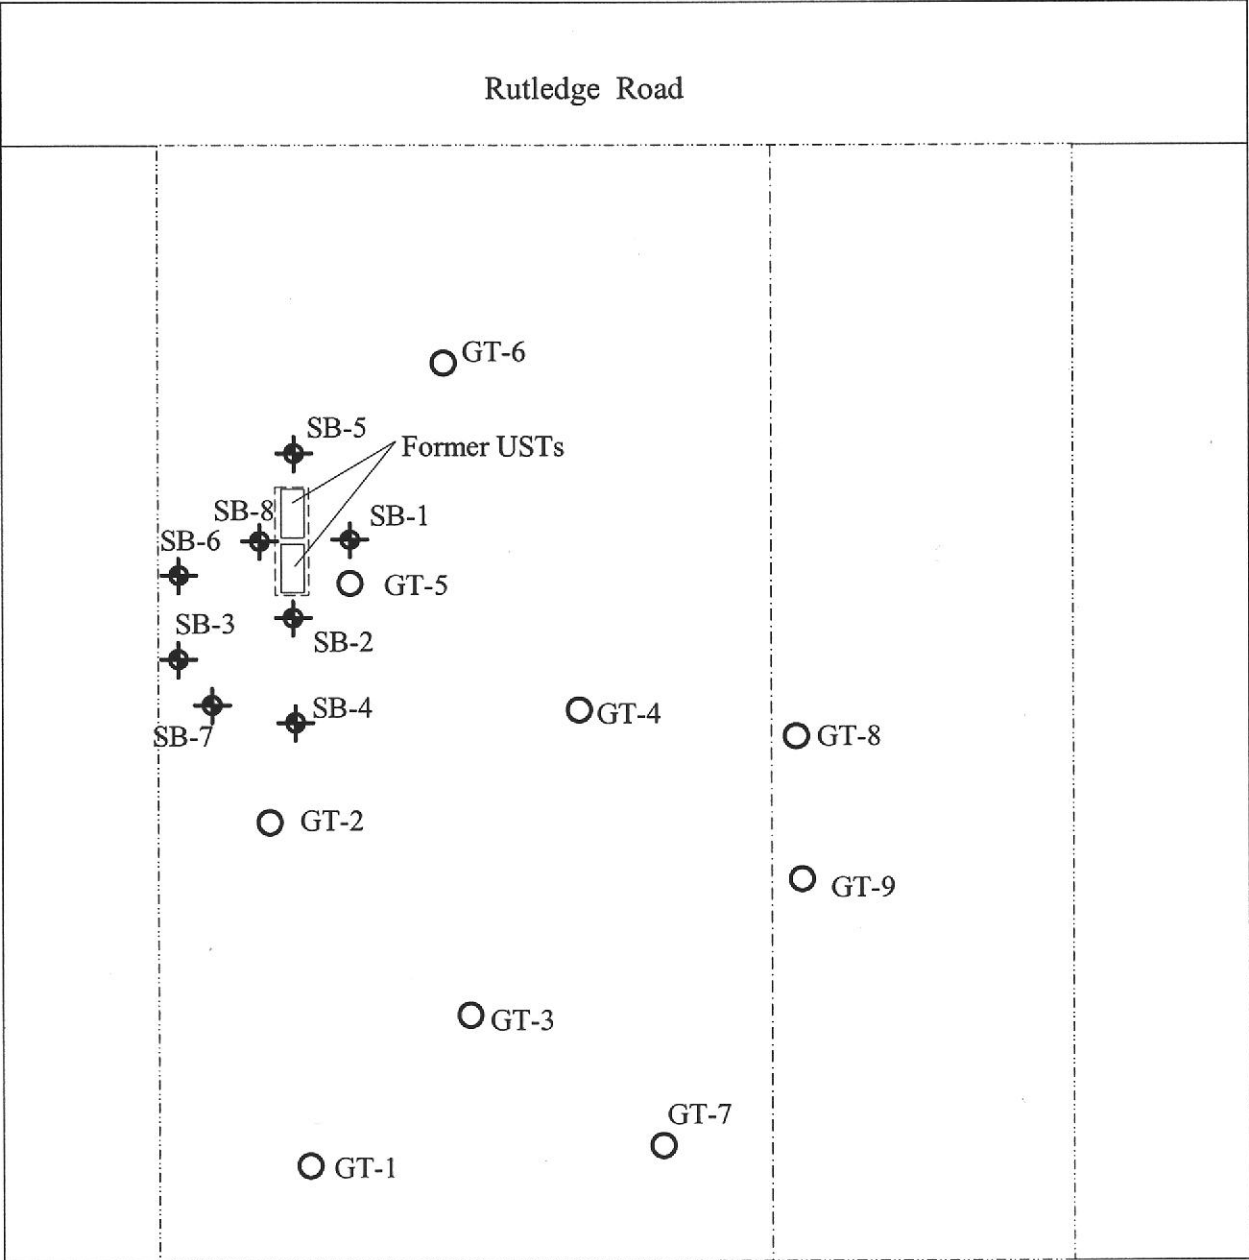 Rutledge Road
GT-6
SB-5
Former USTs
SB-8
SB-1
SB-6
GT-5
SB-3
SB-2
SB-4
GT-4
SB-7
GT-8
GT-2
GT-9
GT-3
GT-7
GT-1